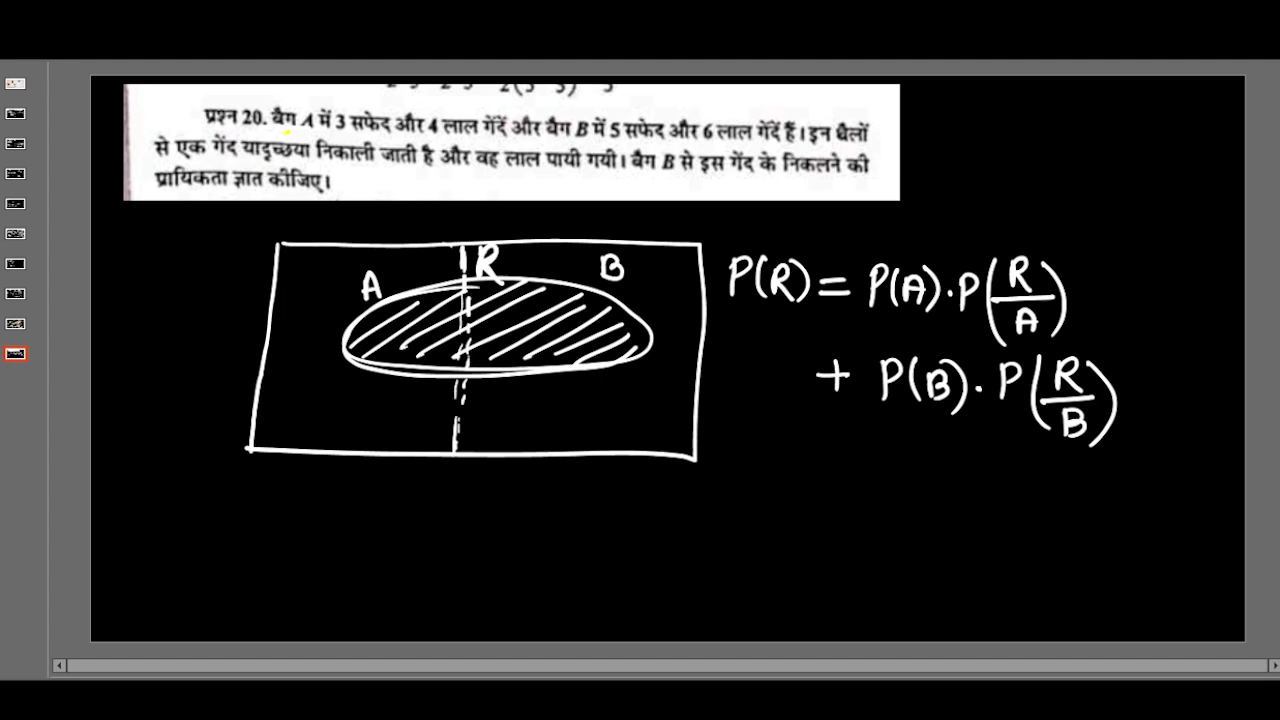 प्रश्न 20. बैग A में 3 सफेद और 4 लाल गेंदें और बैग B में 5 सफेद और 6 लाल गेंदें हैं। इन थैलों
से एक गेंद यादृच्छया निकाली जाती है और वह लाल पायी गयी। बैग B से इस गेंद के निकलने की
प्रायिकता ज्ञात कीजिए।
A R B
P(R) = P(A) · P(R/A)
+ P(B) · P(R/B)